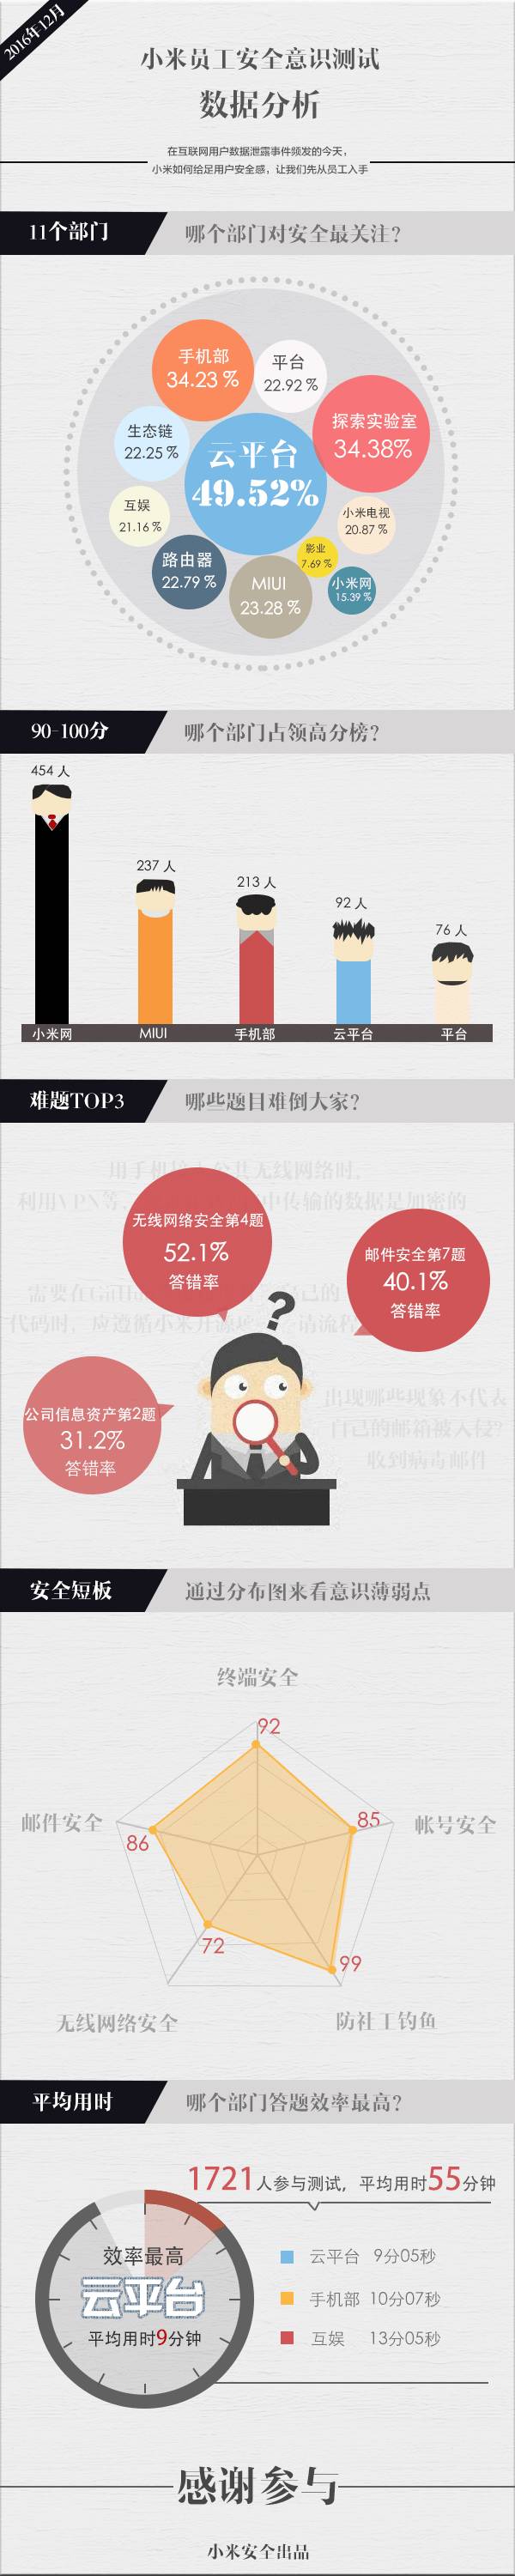 2016年12月
小米员工安全意识测试
数据分析
在互联网用户数据泄露事件频发的今天，
小米如何给足用户安全感，让我们先从员工入手
11个部门
哪个部门对安全最关注?
手机部
34.23 %
平台
22.92 %
探索实验室
34.38%
生态链
22.25 %
云平台
49.52%
互娱
21.16 %
小米电视
20.87 %
路由器
22.79 %
影业
7.69 %
MIUI
23.28 %
小米网
15.39 %
90-100分
哪个部门占领高分榜?
454 人
237 人
213 人
92 人
76 人
小米网
MIUI
手机部
云平台
平台
难题TOP3
哪些题目难倒大家?
用手机接入公共无线网络时，
利用VPN等
中传输的数据是加密的
无线网络安全第4题
52.1%
答错率
邮件安全第7题
40.1%
答错率
需要在GitHu
自己的
代码时，应遵循小米开源
请流程
?
公司信息资产第2题
31.2%
答错率
出现哪些现象不代表
自己的邮箱被入侵?
收到病毒邮件
安全短板
通过分布图来看意识薄弱点
终端安全
92
邮件安全
86
85
帐号安全
72
99
无线网络安全
防社工钓鱼
平均用时
哪个部门答题效率最高?
1721人参与测试，平均用时55分钟
效率最高
云平台
平均用时9分钟
云平台 9分05秒
手机部 10分07秒
互娱 13分05秒
感谢参与
小米安全出品